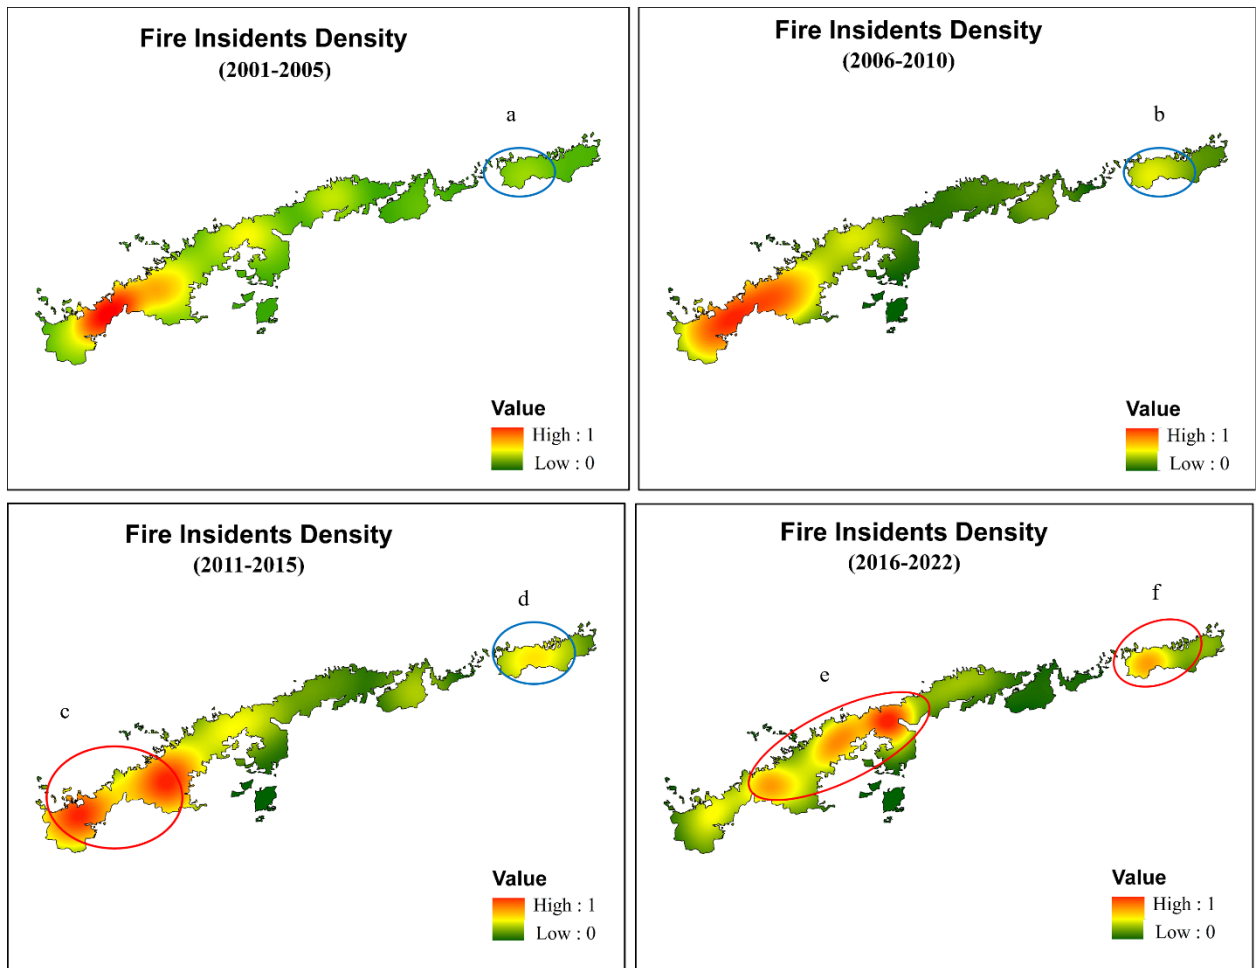 Fire Insidents Density
(2001-2005)
a
Value
High : 1
Low : 0
Fire Insidents Density
(2006-2010)
b
Value
High : 1
Low : 0
Fire Insidents Density
(2011-2015)
d
c
Value
High : 1
Low : 0
Fire Insidents Density
(2016-2022)
f
e
Value
High : 1
Low : 0